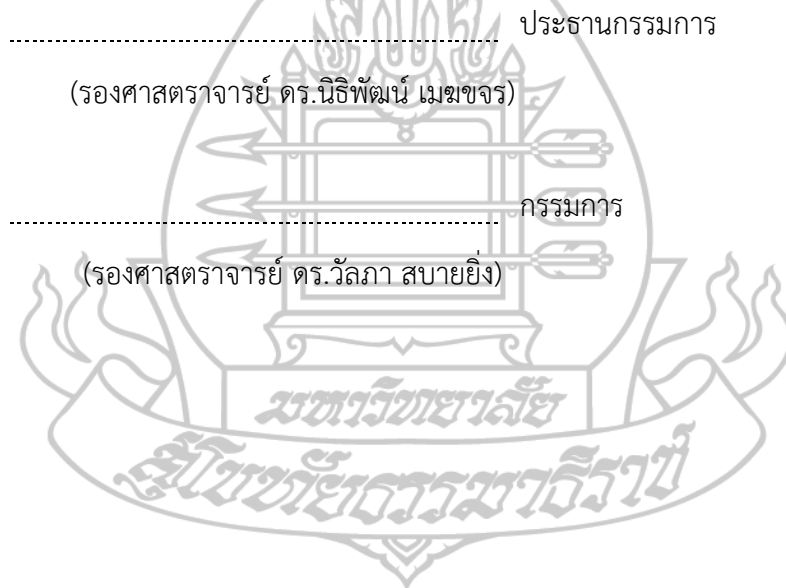 ประธานกรรมการ
(รองศาสตราจารย์ ดร.นิธิพัฒน์ เมฆขจร)
กรรมการ
(รองศาสตราจารย์ ดร.วัลภา สบายยิ่ง)
มหาวิทยาลัย
สุโขทัยธรรมาธิราช